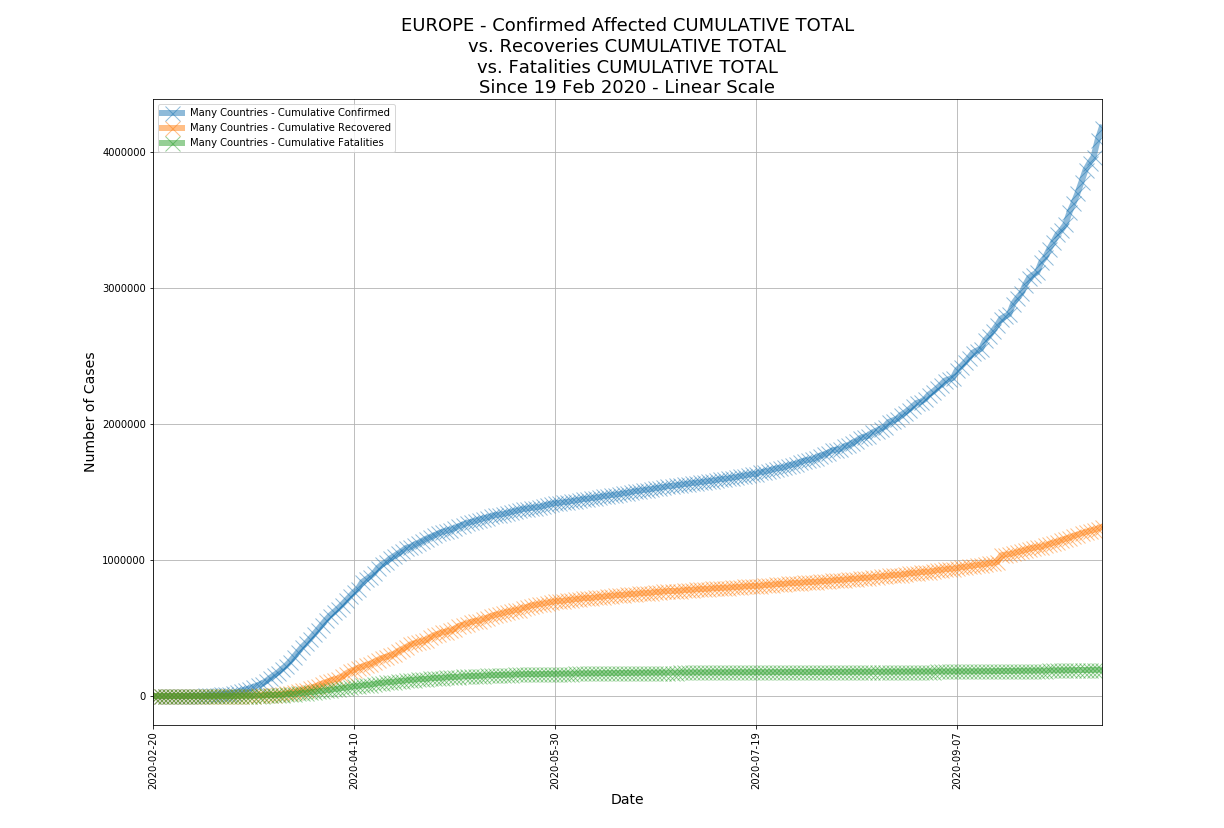 EUROPE - Confirmed Affected CUMULATIVE TOTAL
vs. Recoveries CUMULATIVE TOTAL
vs. Fatalities CUMULATIVE TOTAL
Since 19 Feb 2020 - Linear Scale
Many Countries - Cumulative Confirmed
Many Countries - Cumulative Recovered
Many Countries - Cumulative Fatalities
Number of Cases
4000000
3000000
2000000
1000000
0
2020-02-20
2020-04-10
2020-05-30
2020-07-19
2020-09-07
Date